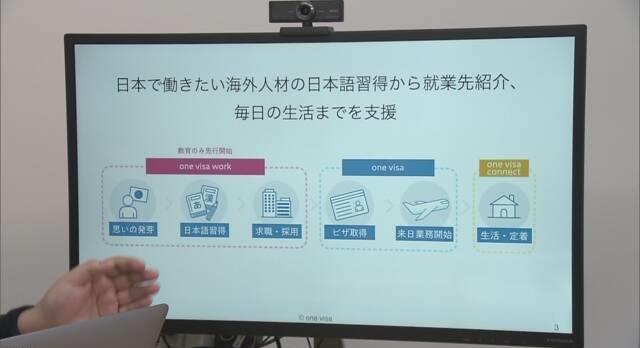 日本で働きたい海外人材の日本語習得から就業先紹介、
毎日の生活までを支援
教育のみ先行開始
one visa work
one visa
one visa
connect
あ 漢
思いの発芽
日本語習得
求職・採用
ビザ取得
来日業務開始
生活・定着
© one visa
3